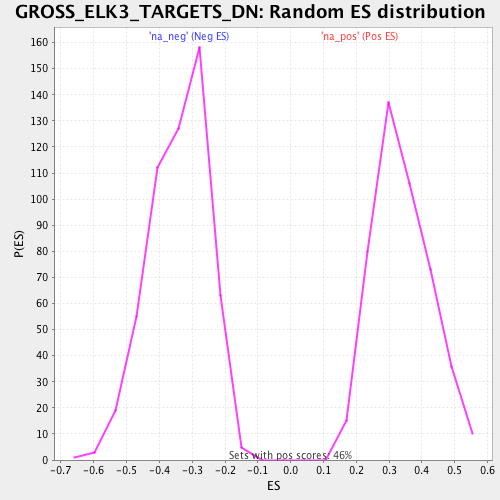 GROSS_ELK3_TARGETS_DN: Random ES distribution
'na_neg' (Neg ES) 'na_pos' (Pos ES)
160
150
140
130
120
110
100
90
80
70
60
50
40
30
20
10
0
P(ES)
Sets with pos scores: 46%
-0.7 -0.6 -0.5 -0.4 -0.3 -0.2 -0.1 0.0 0.1 0.2 0.3 0.4 0.5 0.6
ES